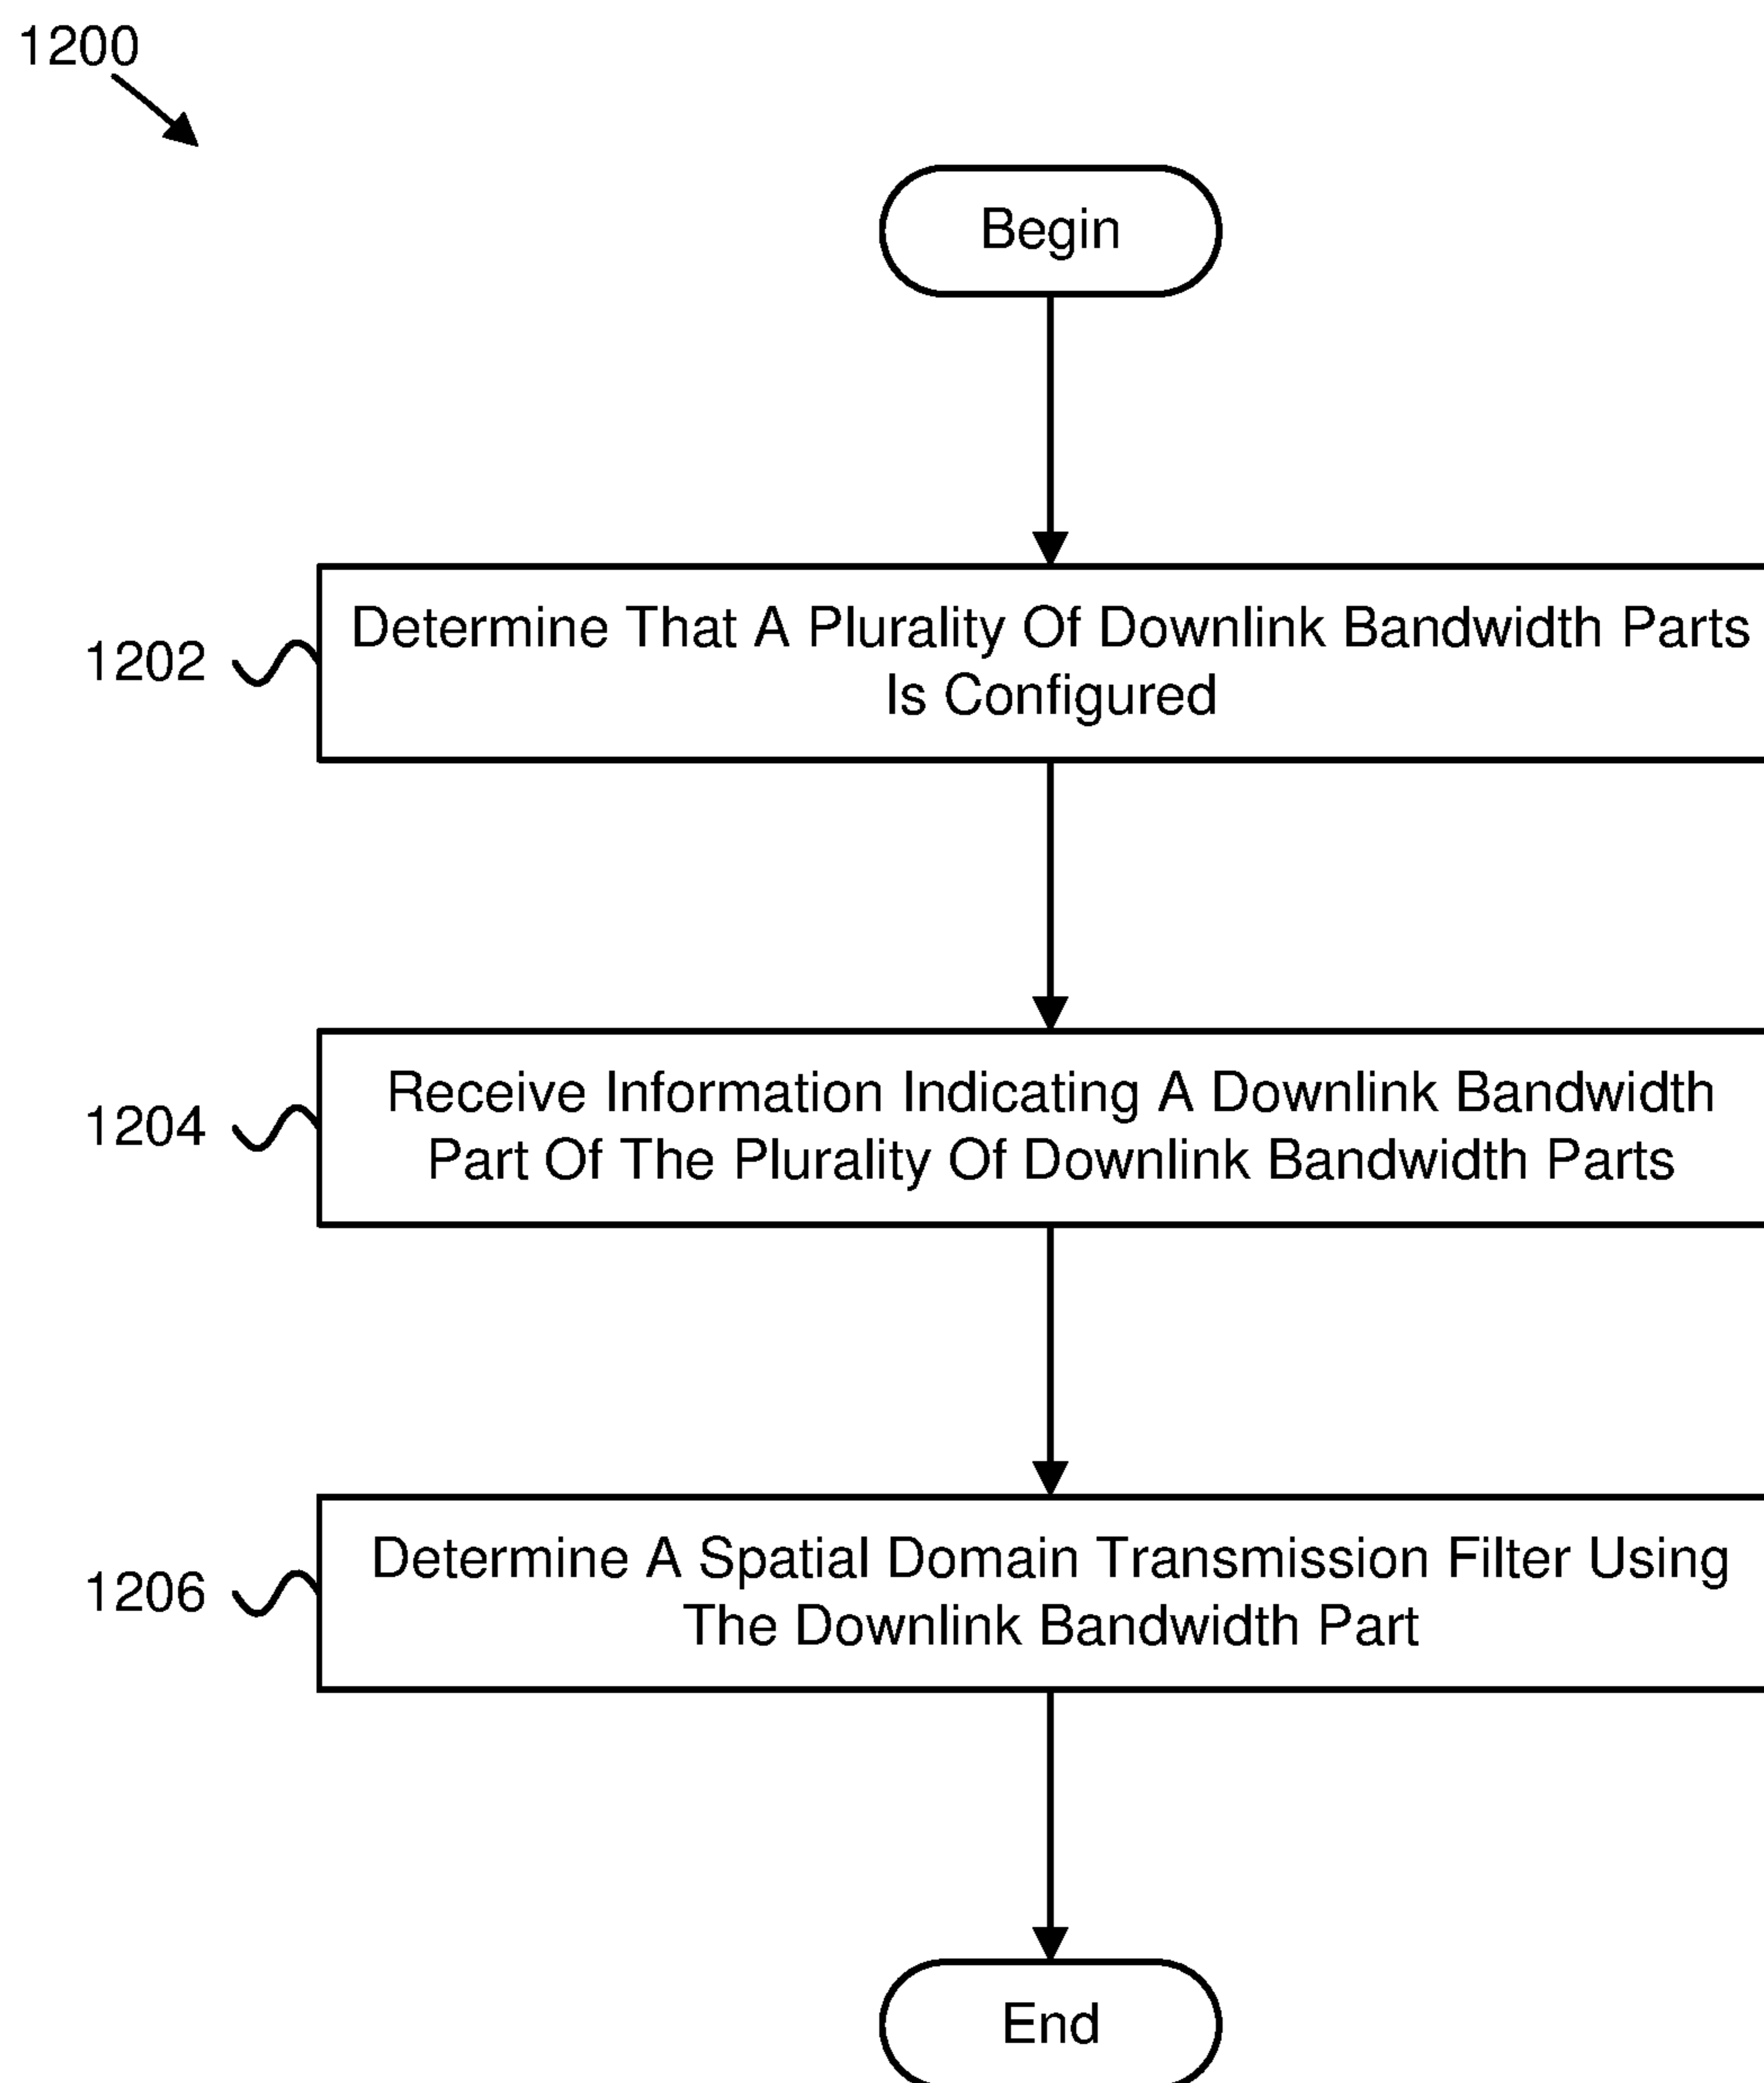 1200
Begin
1202
Determine That A Plurality Of Downlink Bandwidth Parts
Is Configured
1204
Receive Information Indicating A Downlink Bandwidth
Part Of The Plurality Of Downlink Bandwidth Parts
1206
Determine A Spatial Domain Transmission Filter Using
The Downlink Bandwidth Part
End